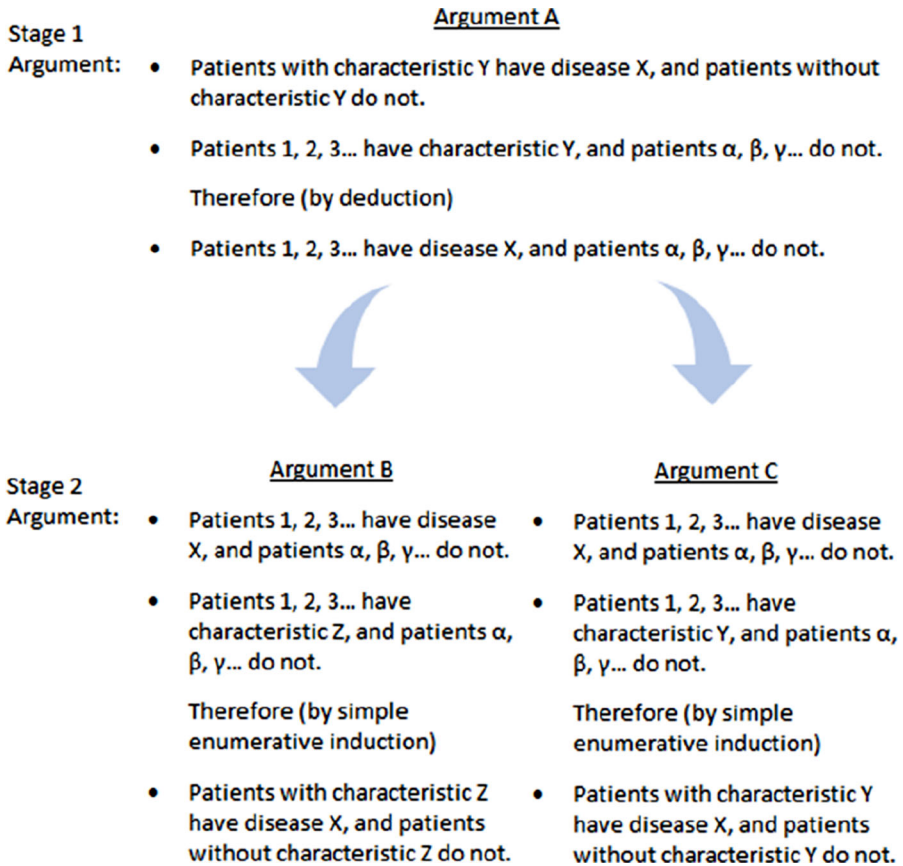 Argument A
Stage 1
Argument:
• Patients with characteristic Y have disease X, and patients without
characteristic Y do not.
• Patients 1, 2, 3... have characteristic Y, and patients α, β, γ... do not.
Therefore (by deduction)
• Patients 1, 2, 3... have disease X, and patients α, β, γ... do not.
Stage 2
Argument:
Argument B
• Patients 1, 2, 3... have disease
X, and patients α, β, γ... do not.
• Patients 1, 2, 3... have
characteristic Z, and patients α,
β, γ... do not.
Therefore (by simple
enumerative induction)
• Patients with characteristic Z
have disease X, and patients
without characteristic Z do not.
Argument C
• Patients 1, 2, 3... have disease
X, and patients α, β, γ... do not.
• Patients 1, 2, 3... have
characteristic Y, and patients α,
β, γ... do not.
Therefore (by simple
enumerative induction)
• Patients with characteristic Y
have disease X, and patients
without characteristic Y do not.